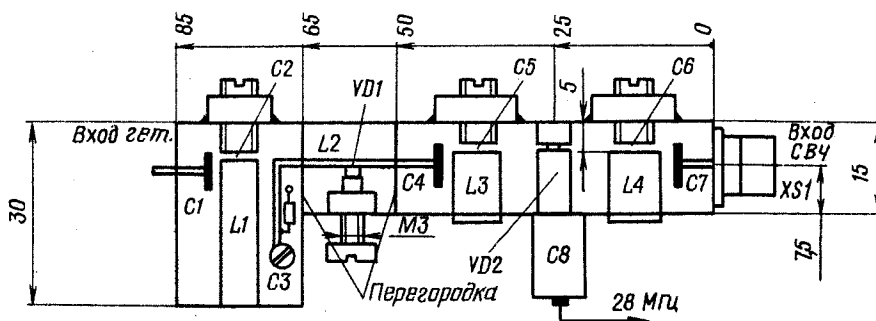 85
65
50
25
0
C2
VD1
C5
5
C6
Вход гет.
L2
Вход
СВЧ
C1
L1
C4
L3
L4
C7
XS1
15
30
C3
М3
VD2
C8
7,5
Перегородка
28 МГц